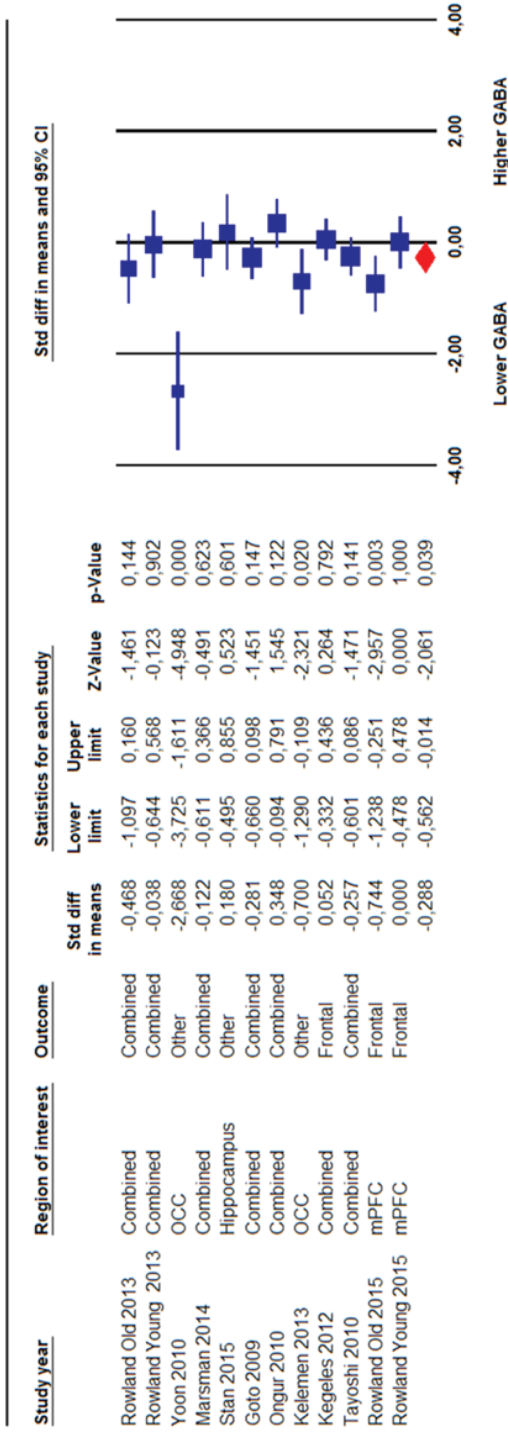 Study year Region of interest Outcome Statistics for each study Std diff in means and 95% CI
Std diff in means Lower limit Upper limit Z-Value p-Value
Rowland Old 2013 Combined Combined -0,468 -1,097 0,160 -1,461 0,144
Rowland Young 2013 Combined Combined -0,038 -0,644 0,568 -0,123 0,902
Yoon 2010 OCC Other -2,668 -3,725 -1,611 -4,948 0,000
Marsman 2014 Combined Combined -0,122 -0,611 0,366 -0,491 0,623
Stan 2015 Hippocampus Other 0,180 -0,495 0,855 0,523 0,601
Goto 2009 Combined Combined -0,281 -0,660 0,098 -1,451 0,147
Ongur 2010 Combined Combined 0,348 -0,094 0,791 1,545 0,122
Kelemen 2013 OCC Other -0,700 -1,290 -0,109 -2,321 0,020
Kegeles 2012 Combined Frontal 0,052 -0,332 0,436 0,264 0,792
Tayoshi 2010 Combined Combined -0,257 -0,601 0,086 -1,471 0,141
Rowland Old 2015 mPFC Frontal -0,744 -1,238 -0,251 -2,957 0,003
Rowland Young 2015 mPFC Frontal 0,000 -0,478 0,478 0,000 1,000
-0,288 -0,562 -0,014 -2,061 0,039
-4,00 -2,00 0,00 2,00 4,00
Lower GABA Higher GABA